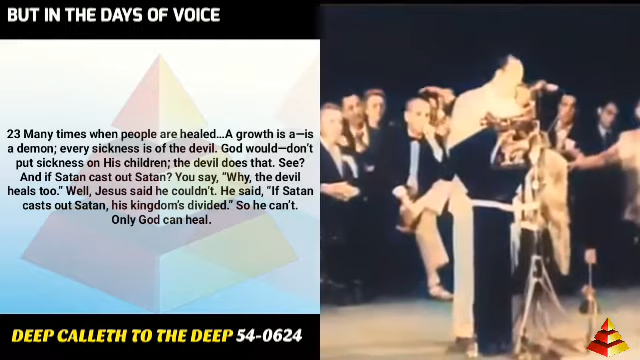 BUT IN THE DAYS OF VOICE
23 Many times when people are healed...A growth is a—is
a demon; every sickness is of the devil. God would—don't
put sickness on His children; the devil does that. See?
And if Satan cast out Satan? You say, "Why, the devil
heals too." Well, Jesus said he couldn't. He said, "If Satan
casts out Satan, his kingdom's divided." So he can't.
Only God can heal.
DEEP CALLETH TO THE DEEP 54-0624